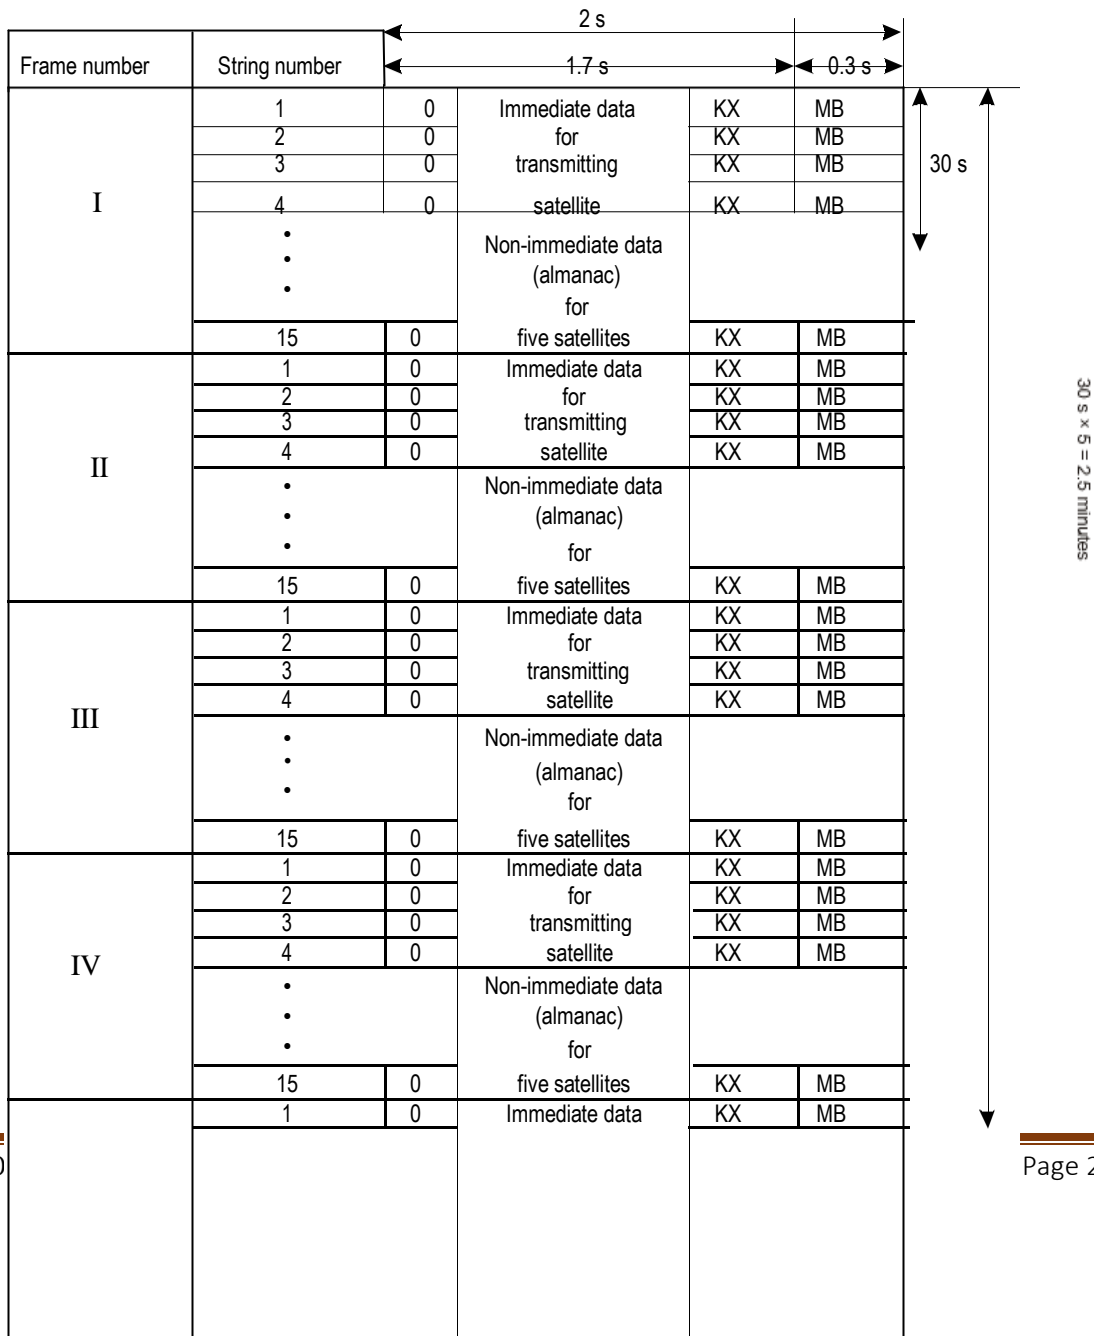 2 s
Frame number String number 1.7 s 0.3 s
1 0 Immediate data KX MB
2 0 for KX MB
3 0 transmitting KX MB
30 s
I
4 0 satellite KX MB
• Non-immediate data
• (almanac)
• for
15 0 five satellites KX MB
1 0 Immediate data KX MB
2 0 for KX MB
3 0 transmitting KX MB
4 0 satellite KX MB
II
• Non-immediate data
• (almanac)
• for
15 0 five satellites KX MB
1 0 Immediate data KX MB
2 0 for KX MB
3 0 transmitting KX MB
4 0 satellite KX MB
III
• Non-immediate data
• (almanac)
• for
15 0 five satellites KX MB
1 0 Immediate data KX MB
2 0 for KX MB
3 0 transmitting KX MB
4 0 satellite KX MB
IV
• Non-immediate data
• (almanac)
• for
15 0 five satellites KX MB
1 0 Immediate data KX MB
30 s × 5 = 2.5 minutes
Page 2